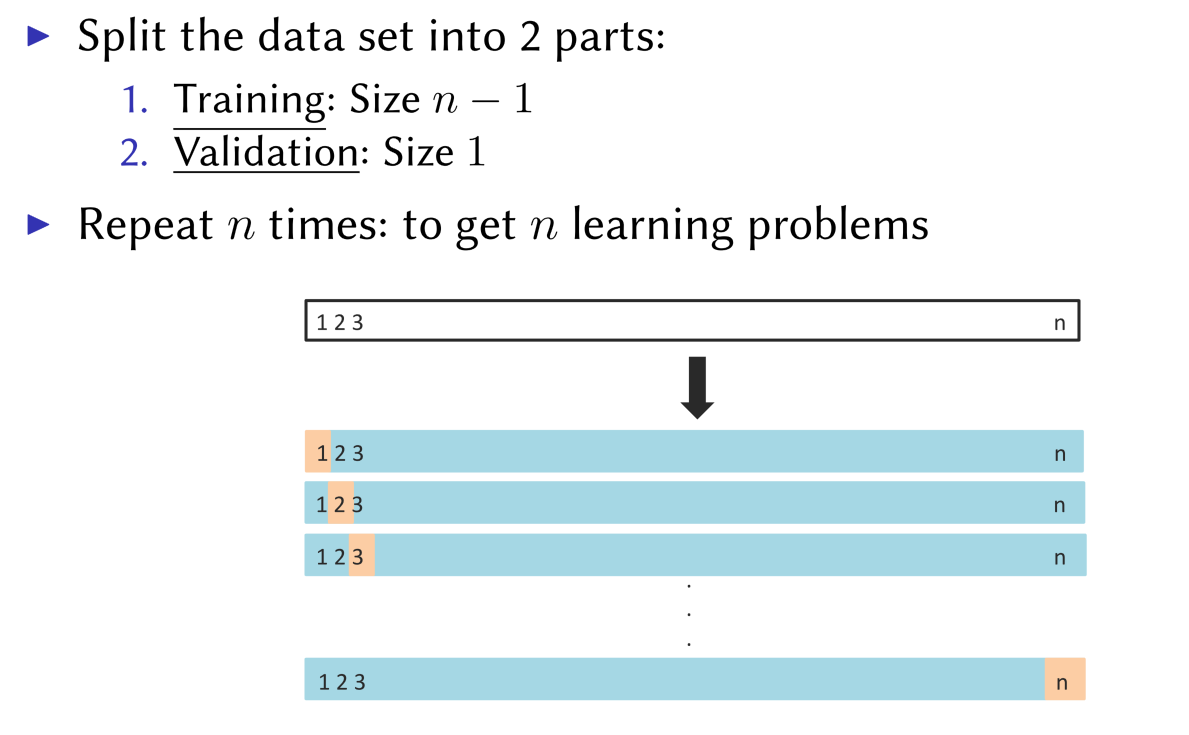 ▶ Split the data set into 2 parts:
1. Training: Size n − 1
2. Validation: Size 1
▶ Repeat n times: to get n learning problems
1 2 3 n
1 2 3 n
1 2 3 n
1 2 3 n
.
.
.
1 2 3 n